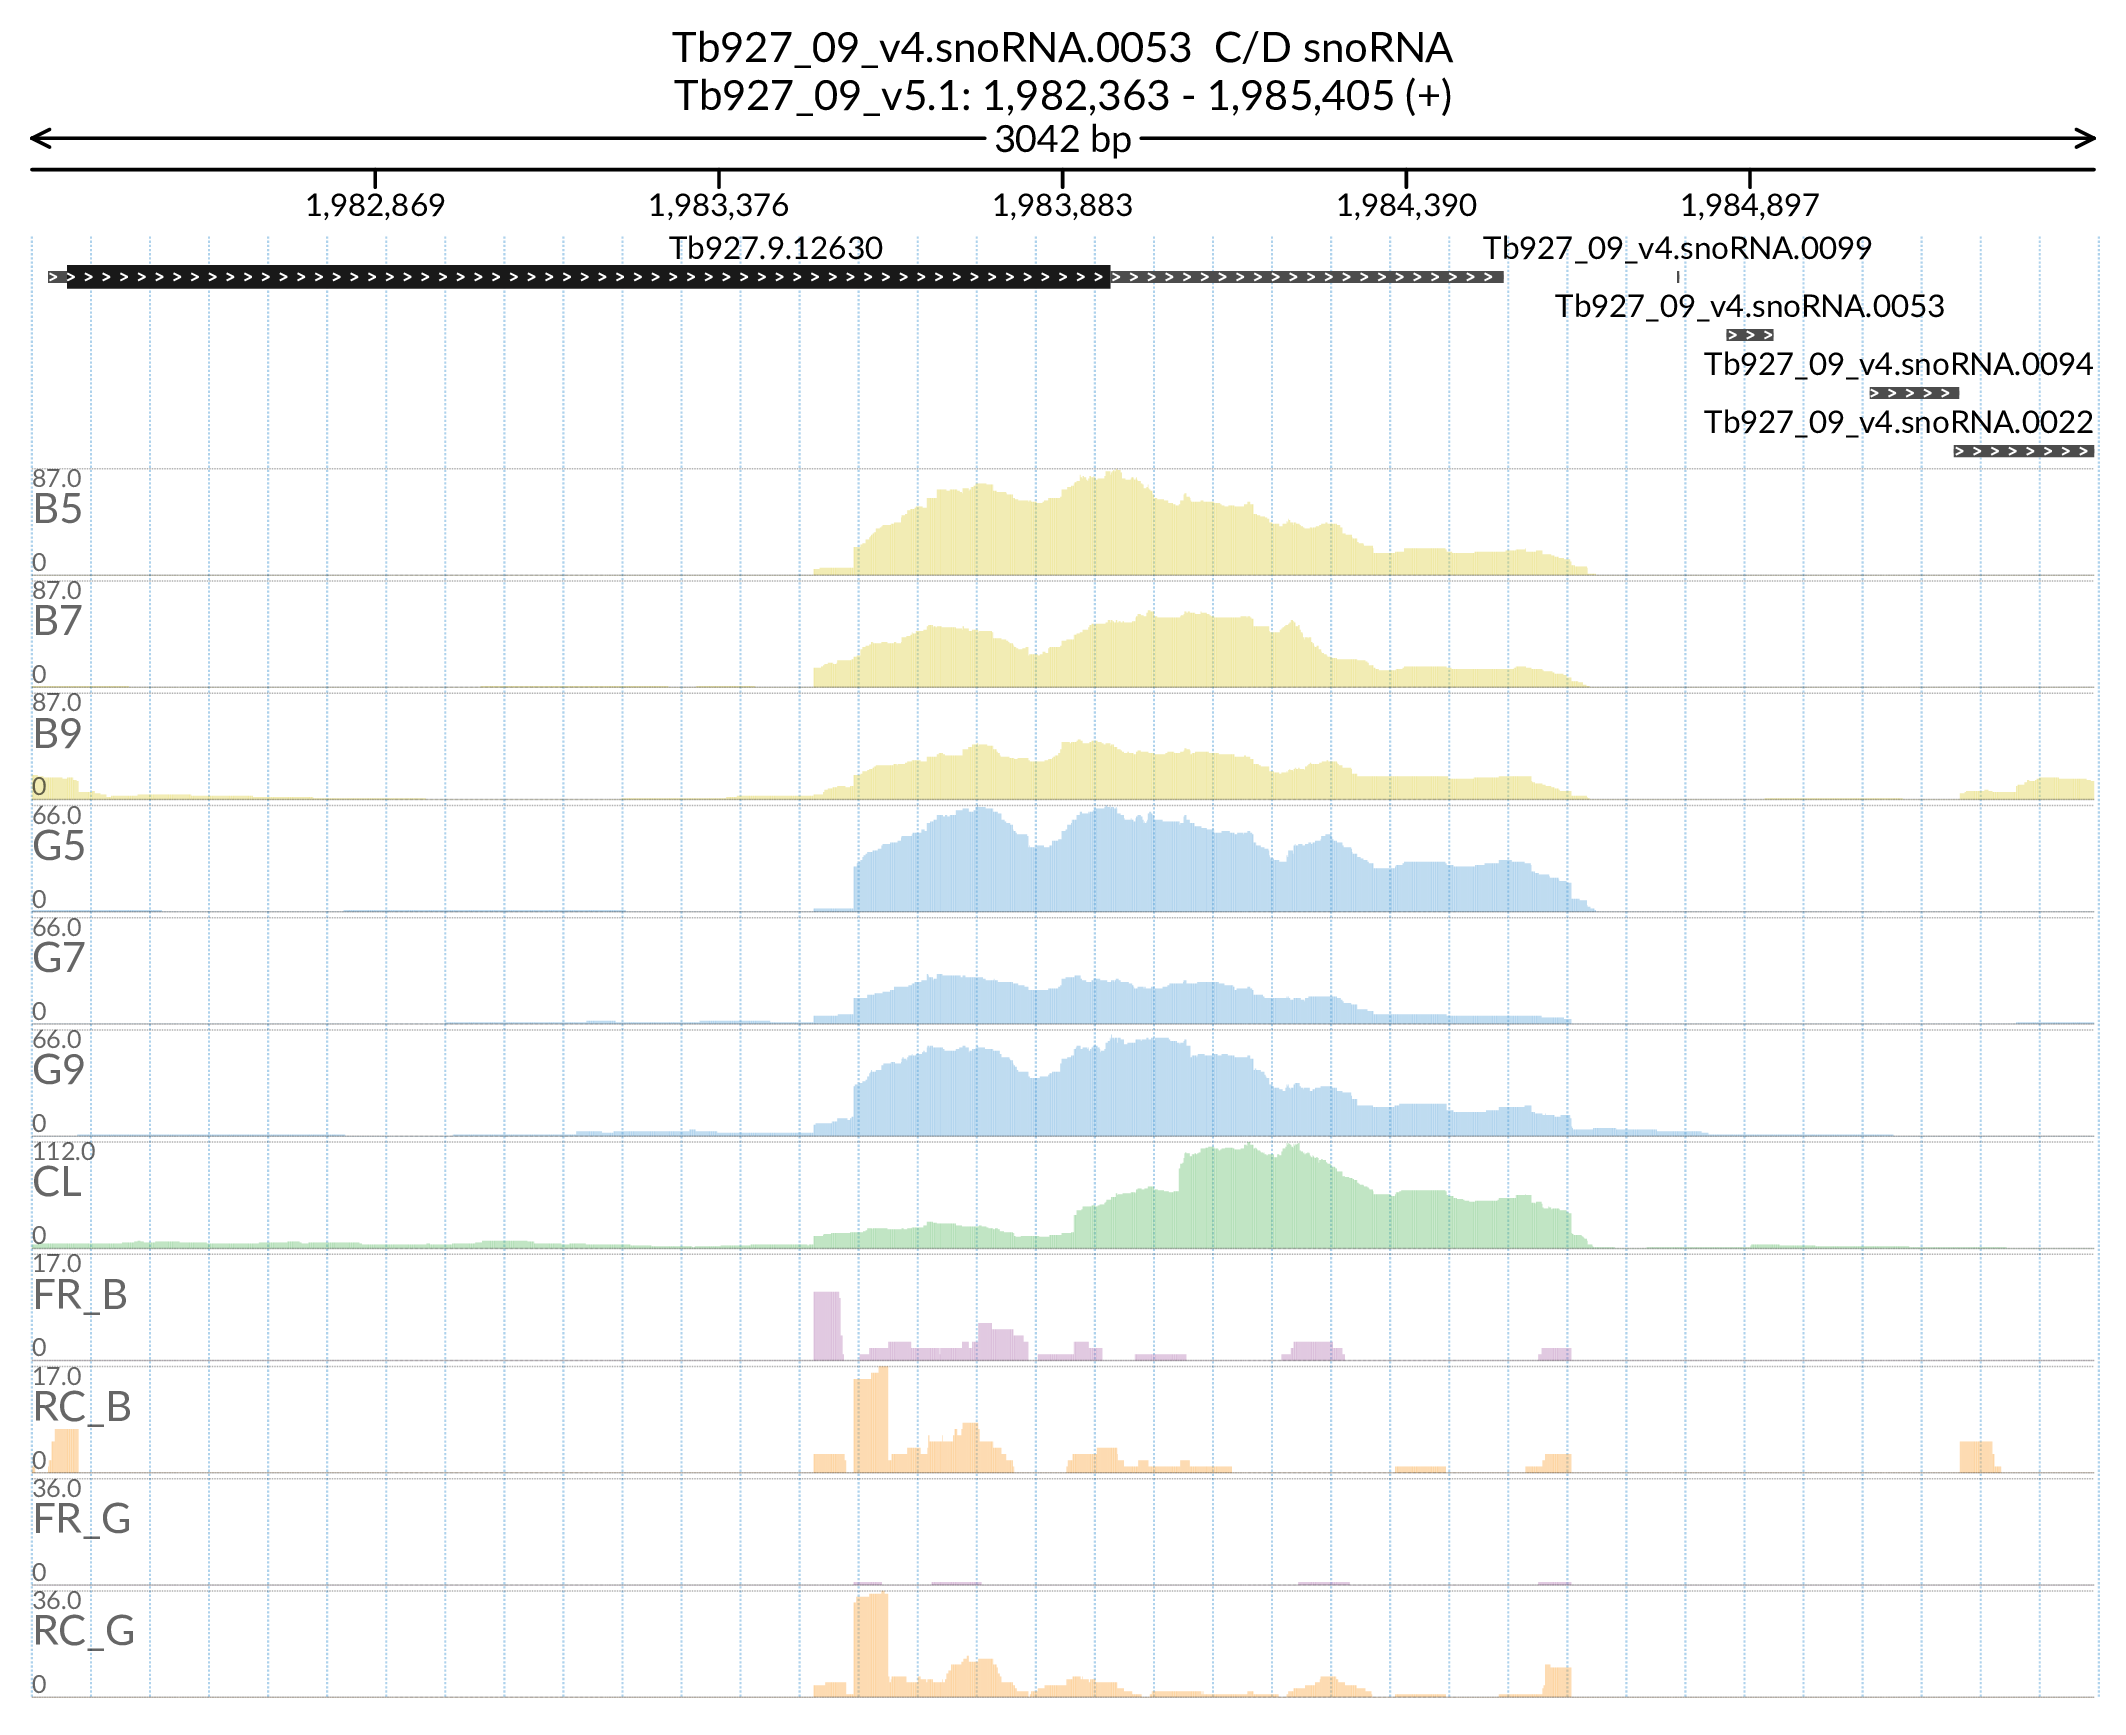 Tb927_09_v4.snoRNA.0053 C/D snoRNA
Tb927_09_v5.1: 1,982,363 - 1,985,405 (+)
3042 bp
1,982,869 1,983,376 1,983,883 1,984,390 1,984,897
Tb927.9.12630 Tb927_09_v4.snoRNA.0099
Tb927_09_v4.snoRNA.0053
Tb927_09_v4.snoRNA.0094
Tb927_09_v4.snoRNA.0022
87.0
B5
0
87.0
B7
0
87.0
B9
0
66.0
G5
0
66.0
G7
0
66.0
G9
0
112.0
CL
0
17.0
FR_B
0
17.0
RC_B
0
36.0
FR_G
0
36.0
RC_G
0